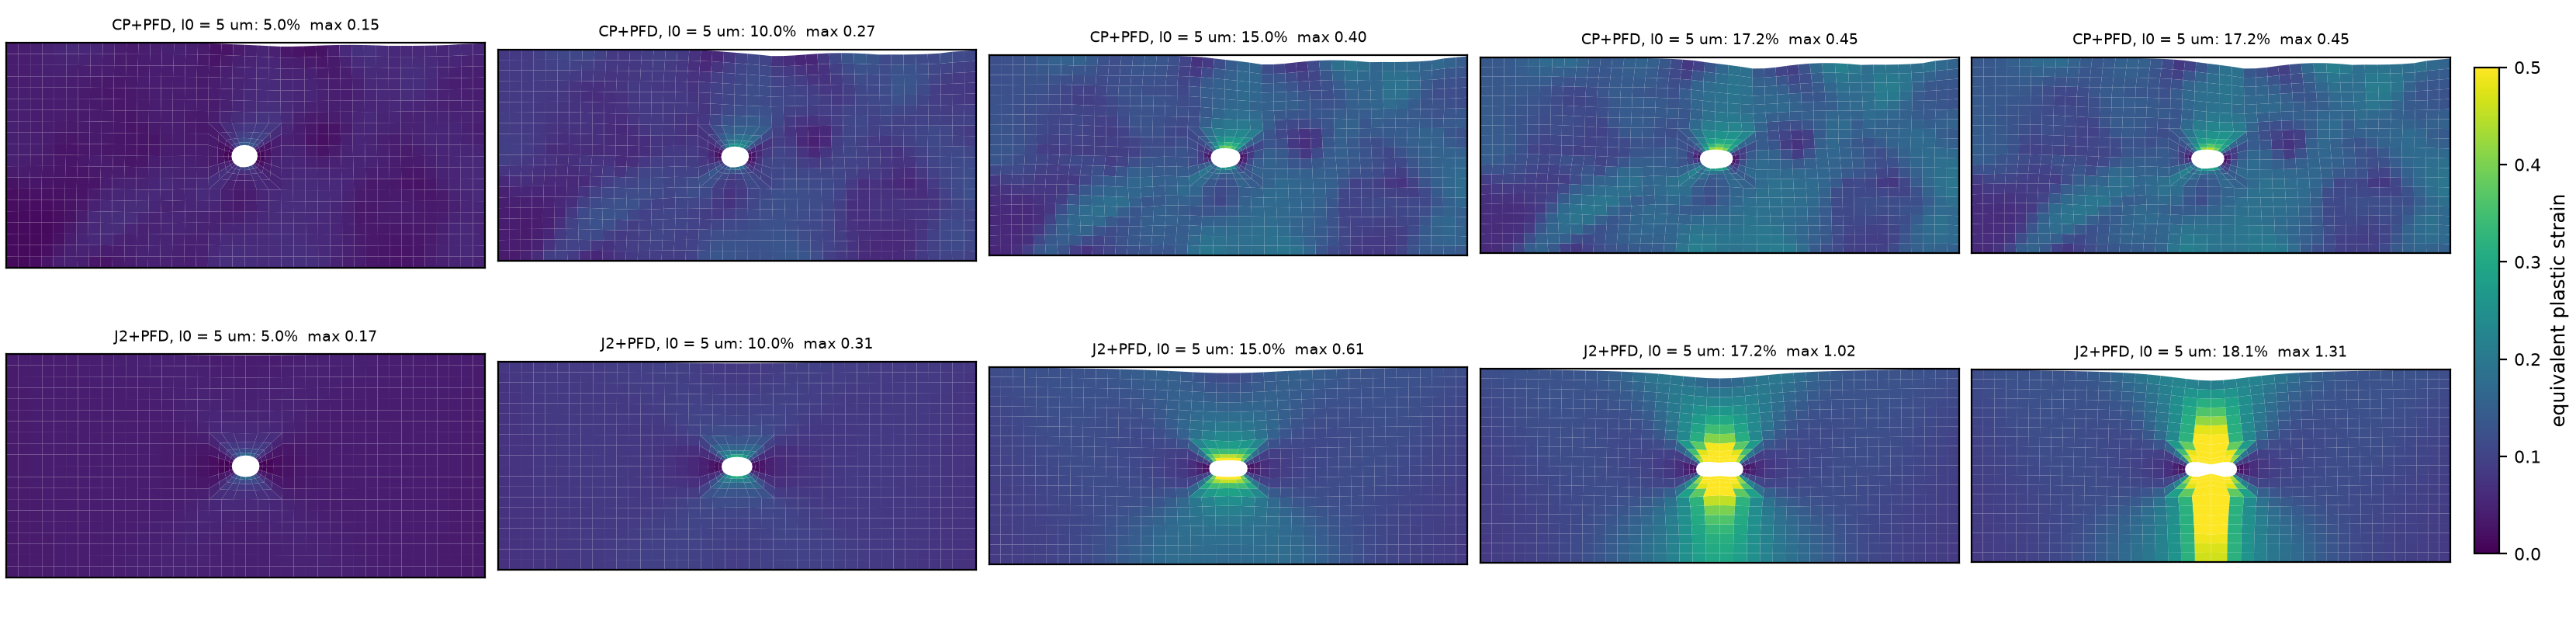 CP+PFD, l0 = 5 um: 5.0%  max 0.15
CP+PFD, l0 = 5 um: 10.0%  max 0.27
CP+PFD, l0 = 5 um: 15.0%  max 0.40
CP+PFD, l0 = 5 um: 17.2%  max 0.45
CP+PFD, l0 = 5 um: 17.2%  max 0.45
J2+PFD, l0 = 5 um: 5.0%  max 0.17
J2+PFD, l0 = 5 um: 10.0%  max 0.31
J2+PFD, l0 = 5 um: 15.0%  max 0.61
J2+PFD, l0 = 5 um: 17.2%  max 1.02
J2+PFD, l0 = 5 um: 18.1%  max 1.31
0.5
0.4
0.3
0.2
0.1
0.0
equivalent plastic strain